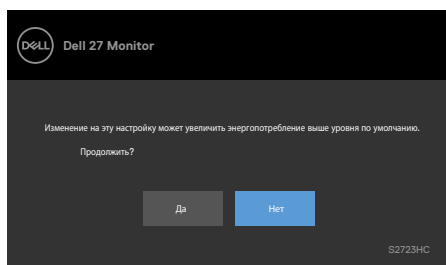 DELL
Dell 27 Monitor
Изменение на эту настройку может увеличить энергопотребление выше уровня по умолчанию.
Продолжить?
Да
Нет
S2723HC